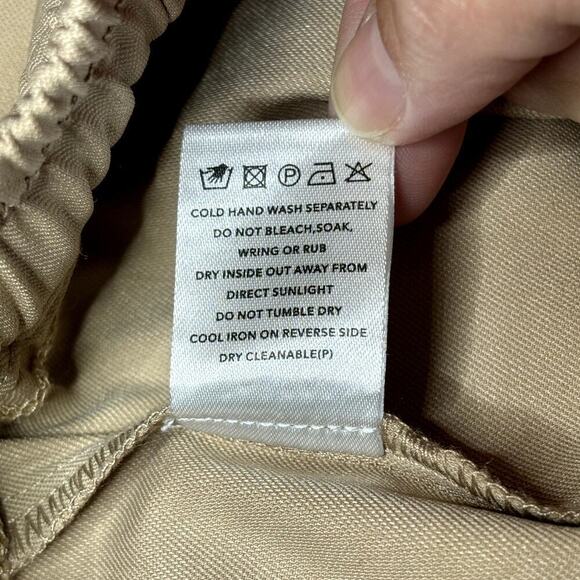 P
COLD HAND WASH SEPARATELY
DO NOT BLEACH,SOAK,
WRING OR RUB
DRY INSIDE OUT AWAY FROM
DIRECT SUNLIGHT
DO NOT TUMBLE DRY
COOL IRON ON REVERSE SIDE
DRY CLEANABLE(P)